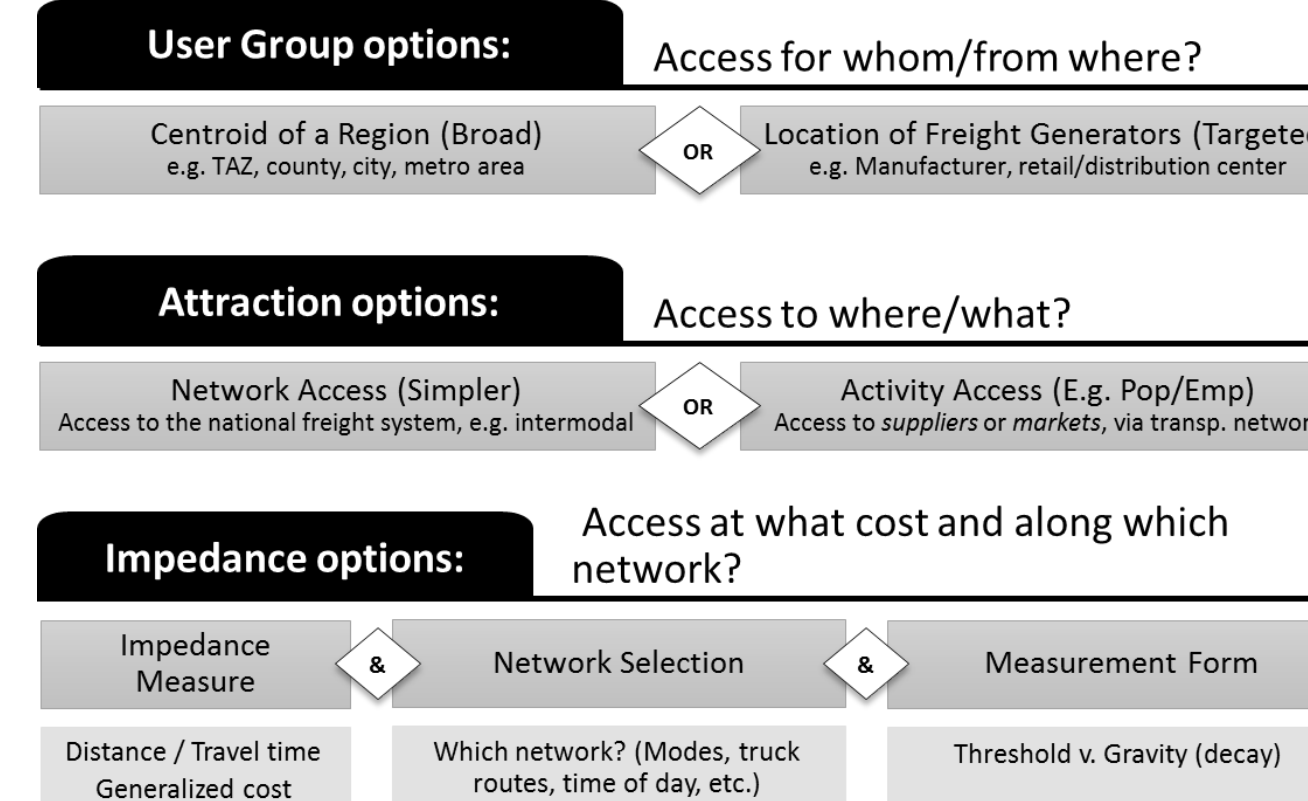 User Group options:
Access for whom/from where?
Centroid of a Region (Broad)
e.g. TAZ, county, city, metro area
OR
Location of Freight Generators (Targeted
e.g. Manufacturer, retail/distribution center
Attraction options:
Access to where/what?
Network Access (Simpler)
Access to the national freight system, e.g. intermodal
OR
Activity Access (E.g. Pop/Emp)
Access to suppliers or markets, via transp.
Impedance options:
Access at what cost and along which
network?
Impedance
Measure
&
Network Selection
&
Measurement Form
Distance / Travel time
Generalized cost
Which network? (Modes, truck
routes, time of day, etc.)
Threshold v. Gravity (decay)